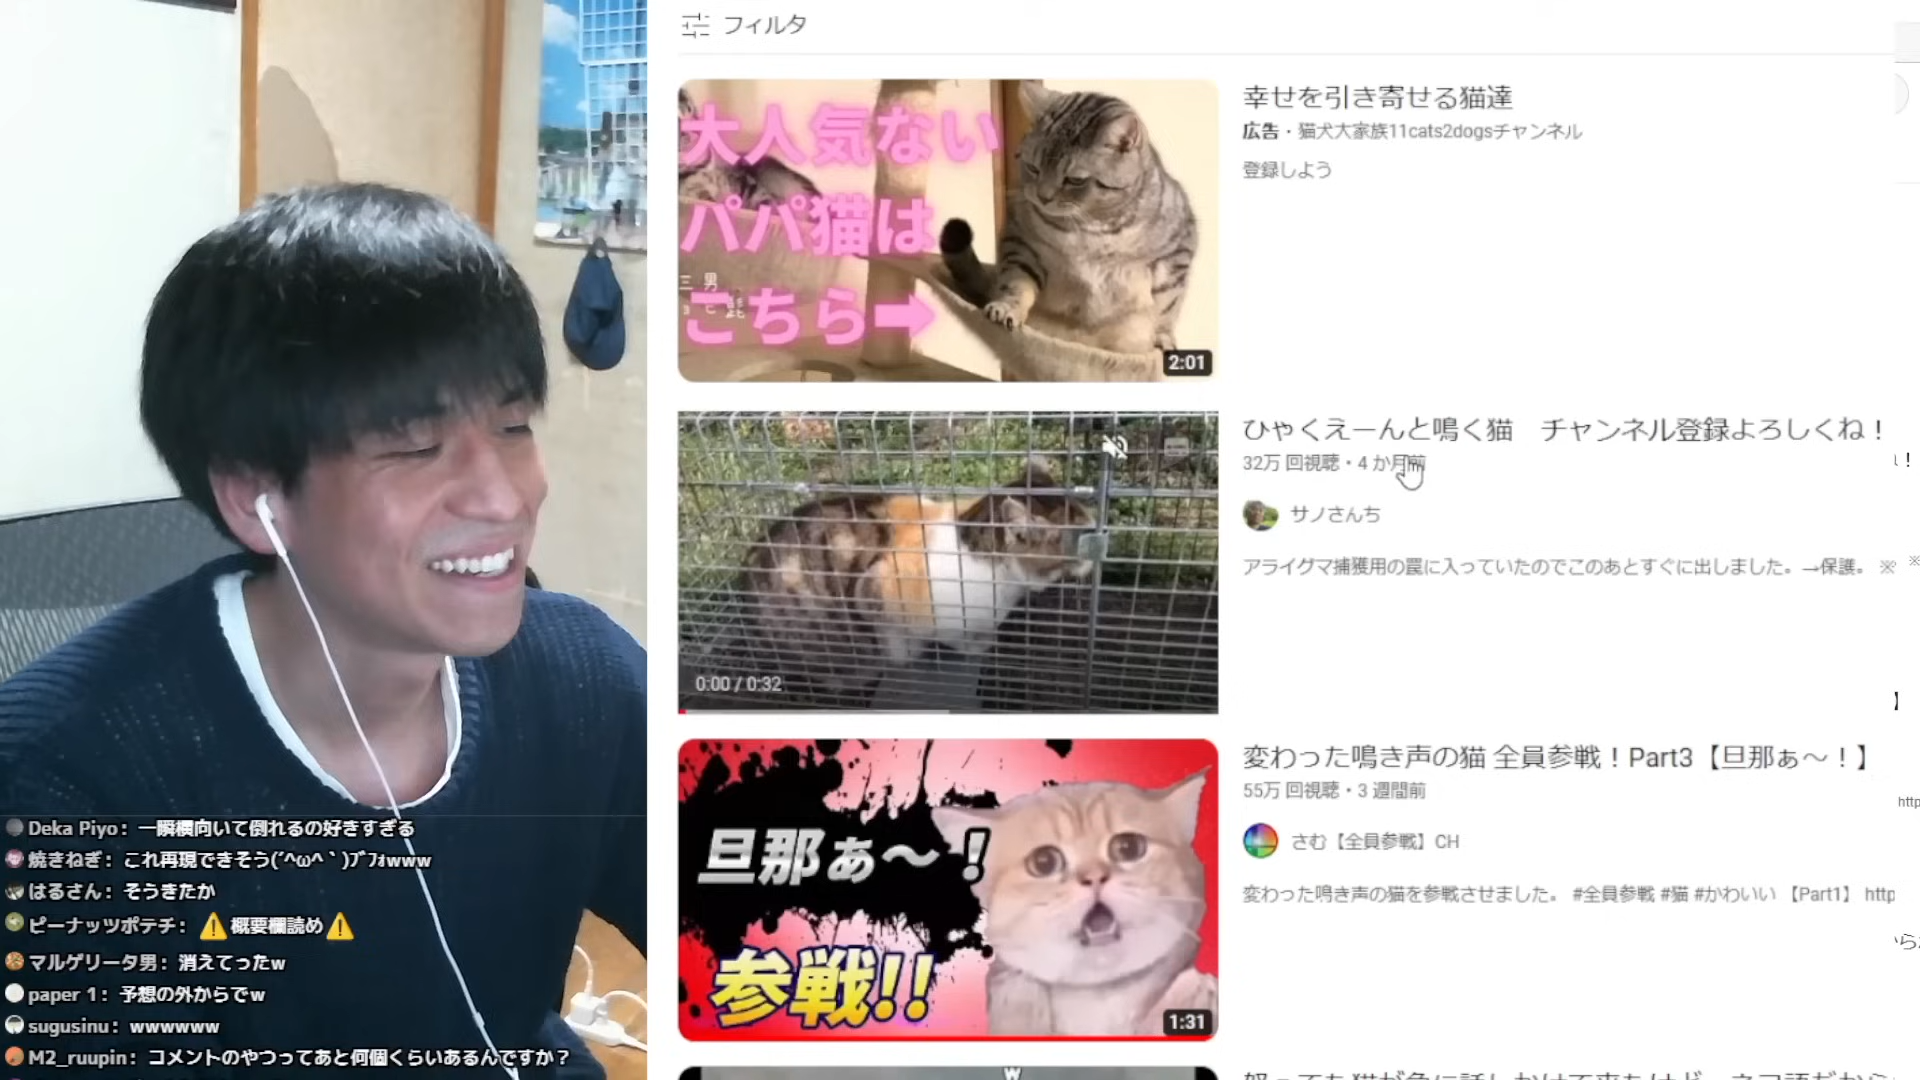 フィルタ
大人気ない
パパ猫は
こちら➡
2:01
幸せを引き寄せる猫達
広告・猫犬大家族11cats2dogsチャンネル
登録しよう
ひゃくえーんと鳴く猫　チャンネル登録よろしくね！
32万 回視聴・4 か月前
サノさんち
アライグマ捕獲用の罠に入っていたのでこのあとすぐに出しました。→保護。 ※
0:00 / 0:32
変わった鳴き声の猫 全員参戦！Part3【旦那ぁ〜！】
55万 回視聴・3 週間前
さむ【全員参戦】CH
変わった鳴き声の猫を参戦させました。 #全員参戦 #猫 #かわいい 【Part1】 http
旦那ぁ〜！
参戦!!
1:31
Deka Piyo： 一瞬横向いて倒れるの好きすぎる
焼きねぎ： これ再現できそう(´^ω^｀)ﾌﾞﾌｫwww
はるさん： そうきたか
ピーナッツポテチ： ⚠️概要欄読め⚠️
マルゲリータ男： 消えてったw
paper 1： 予想の外からでw
sugusinu： wwwwww
M2_ruupin： コメントのやつってあと何個くらいあるんですか？